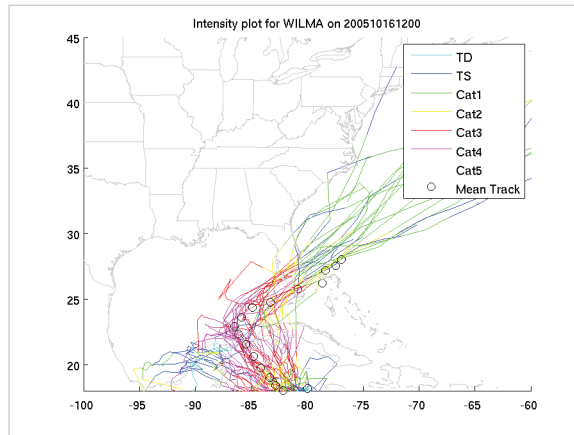 Intensity plot for WILMA on 200510161200
45
40
35
30
25
20
-100
-95
-90
-85
-80
-75
-70
-65
-60
TD
TS
Cat1
Cat2
Cat3
Cat4
Cat5
Mean Track